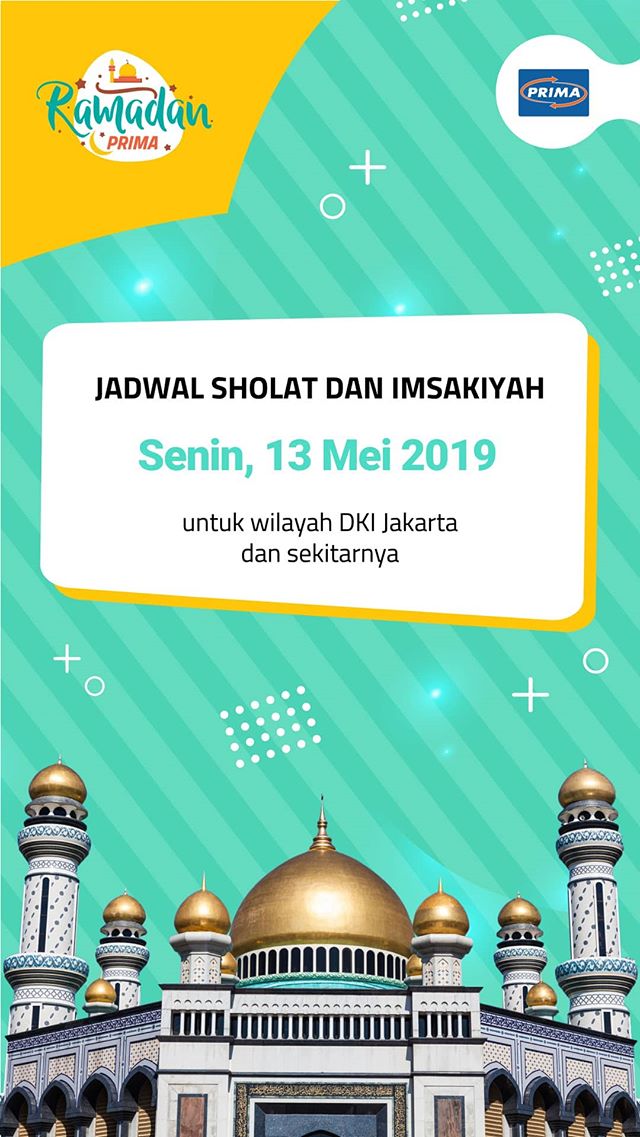 Ramadan
PRIMA
PRIMA
JADWAL SHOLAT DAN IMSAKIYAH
Senin, 13 Mei 2019
untuk wilayah DKI Jakarta
dan sekitarnya